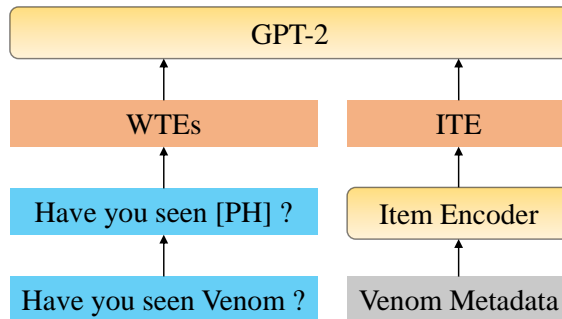 GPT-2
WTEs
ITE
Have you seen [PH] ?
Item Encoder
Have you seen Venom ?
Venom Metadata